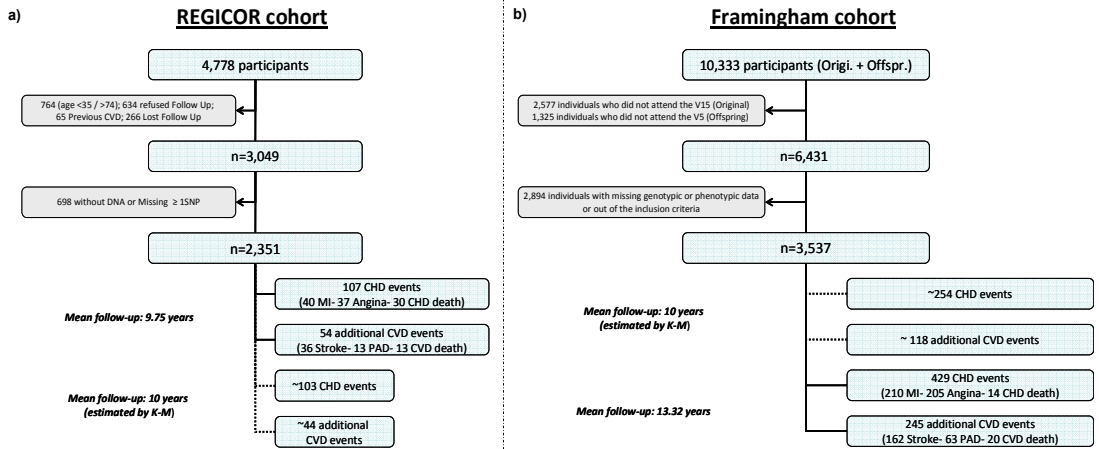 a)
REGICOR cohort
4,778 participants
764 (age <35 / >74); 634 refused Follow Up;
65 Previous CVD; 266 Lost Follow Up
n=3,049
698 without DNA or Missing ≥ 1SNP
n=2,351
107 CHD events
(40 MI- 37 Angina- 30 CHD death)
Mean follow-up: 9.75 years
54 additional CVD events
(36 Stroke- 13 PAD- 13 CVD death)
~103 CHD events
Mean follow-up: 10 years
(estimated by K-M)
~44 additional
CVD events
b)
Framingham cohort
10,333 participants (Origi. + Offspr.)
2,577 individuals who did not attend the V15 (Original)
1,325 individuals who did not attend the V5 (Offspring)
n=6,431
2,894 individuals with missing genotypic or phenotypic data
or out of the inclusion criteria
n=3,537
~254 CHD events
Mean follow-up: 10 years
(estimated by K-M)
~ 118 additional CVD events
429 CHD events
(210 MI- 205 Angina- 14 CHD death)
Mean follow-up: 13.32 years
245 additional CVD events
(162 Stroke- 63 PAD- 20 CVD death)